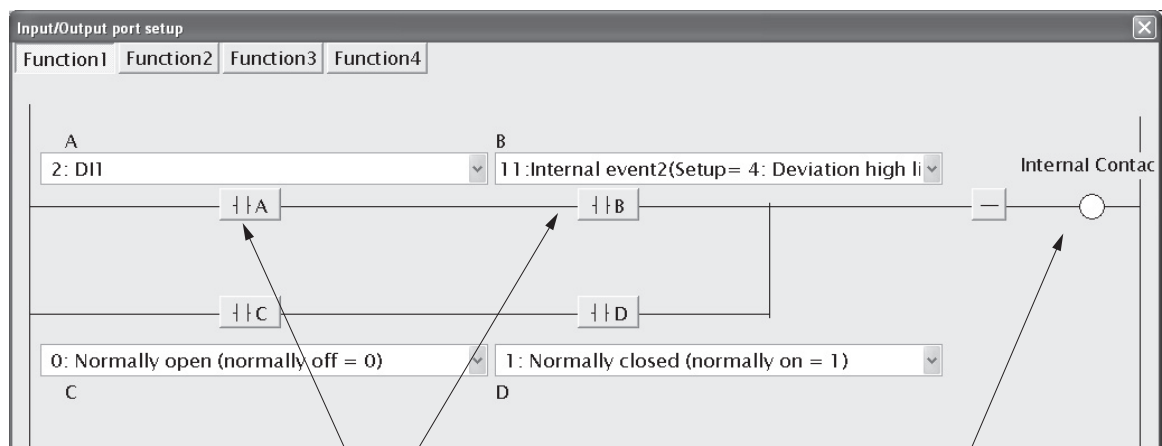 Input/Output port setup
Function1 Function2 Function3 Function4
A B
2: DI1 11:Internal event2(Setup= 4: Deviation high li Internal Contac
A B
C D
0: Normally open (normally off = 0) 1: Normally closed (normally on = 1)
C D